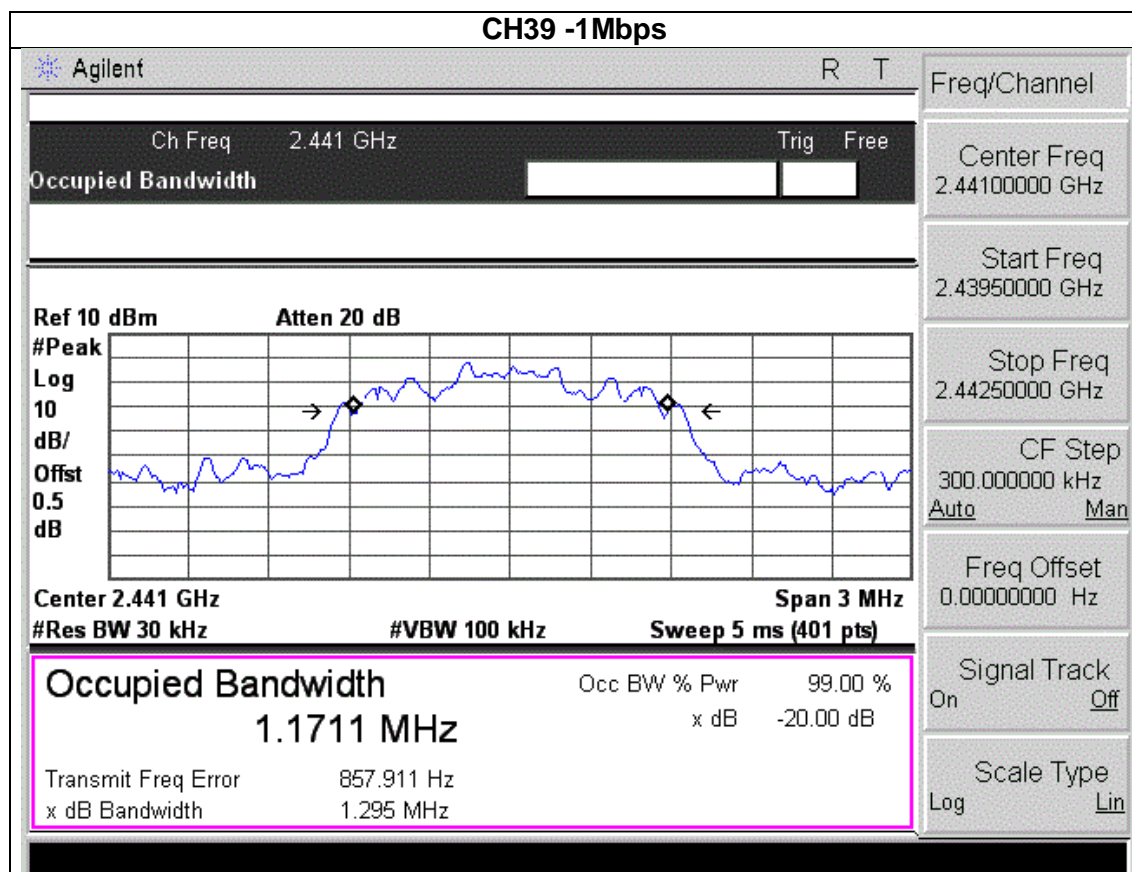 CH39 -1Mbps
Agilent R T
Ch Freq 2.441 GHz Trig Free
Occupied Bandwidth
Ref 10 dBm Atten 20 dB
#Peak
Log
10
dB/
Offst
0.5
dB
Center 2.441 GHz Span 3 MHz
#Res BW 30 kHz #VBW 100 kHz Sweep 5 ms (401 pts)
Occupied Bandwidth
1.1711 MHz
Occ BW % Pwr 99.00 %
x dB -20.00 dB
Transmit Freq Error 857.911 Hz
x dB Bandwidth 1.295 MHz
Freq/Channel
Center Freq
2.44100000 GHz
Start Freq
2.43950000 GHz
Stop Freq
2.44250000 GHz
CF Step
300.000000 kHz
Auto Man
Freq Offset
0.00000000 Hz
Signal Track
On Off
Scale Type
Log Lin